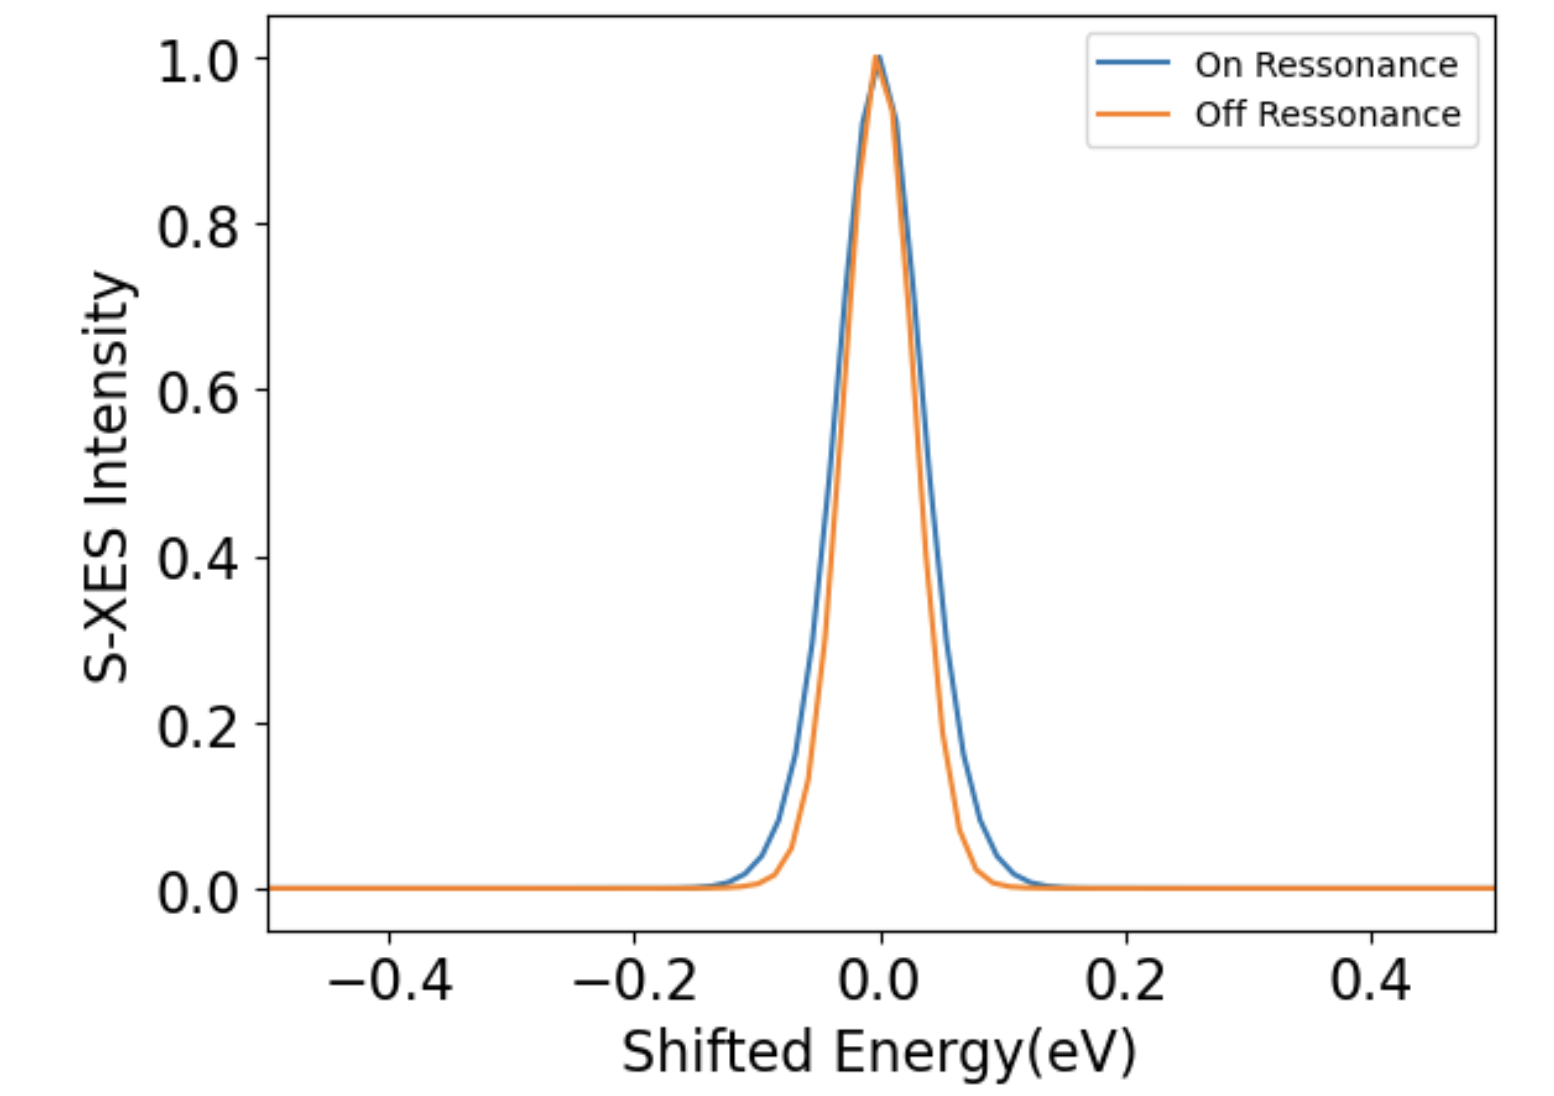 1.0
0.8
0.6
0.4
0.2
0.0
S-XES Intensity
On Ressonance
Off Ressonance
−0.4 −0.2 0.0 0.2 0.4
Shifted Energy(eV)